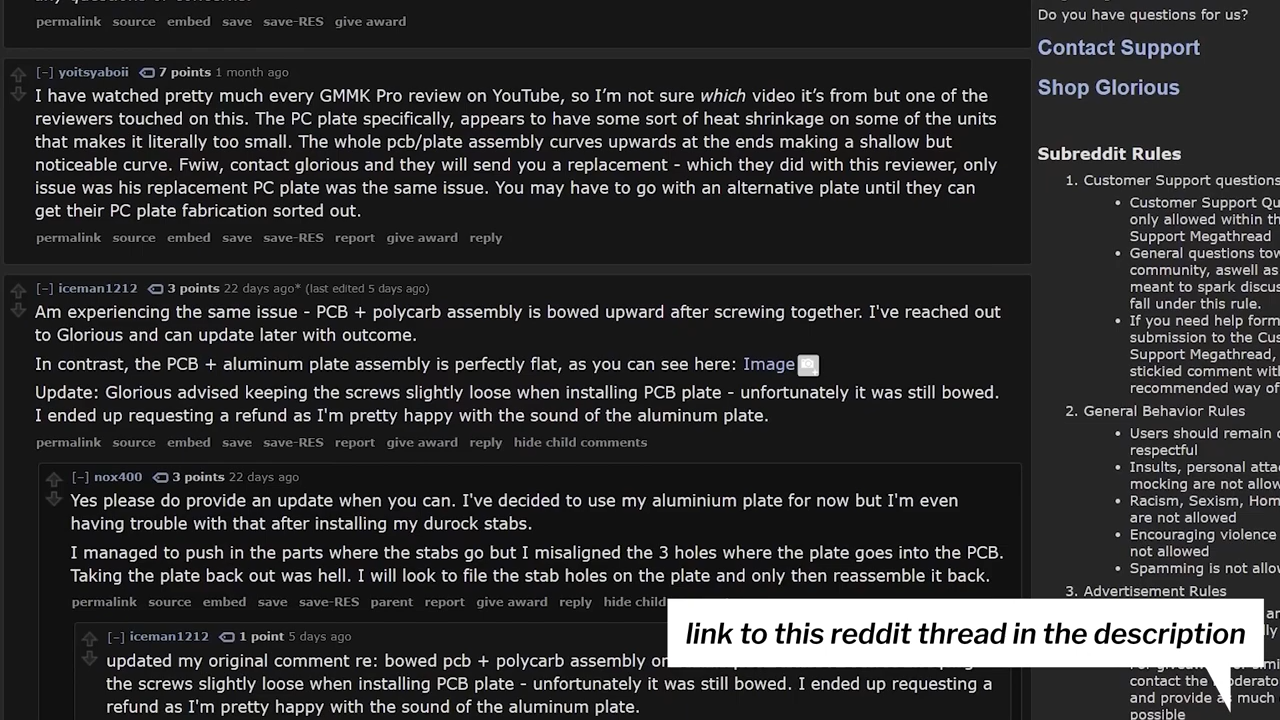 any questions or concerns.
permalink source embed save save-RES give award
[-] yoitsyaboii 7 points 1 month ago
I have watched pretty much every GMMK Pro review on YouTube, so I'm not sure which video it's from but one of the
reviewers touched on this. The PC plate specifically, appears to have some sort of heat shrinkage on some of the units
that makes it literally too small. The whole pcb/plate assembly curves upwards at the ends making a shallow but
noticeable curve. Fwiw, contact glorious and they will send you a replacement - which they did with this reviewer, only
issue was his replacement PC plate was the same issue. You may have to go with an alternative plate until they can
get their PC plate fabrication sorted out.
permalink source embed save save-RES report give award reply
[-] iceman1212 3 points 22 days ago* (last edited 5 days ago)
Am experiencing the same issue - PCB + polycarb assembly is bowed upward after screwing together. I've reached out
to Glorious and can update later with outcome.
In contrast, the PCB + aluminum plate assembly is perfectly flat, as you can see here: Image
Update: Glorious advised keeping the screws slightly loose when installing PCB plate - unfortunately it was still bowed.
I ended up requesting a refund as I'm pretty happy with the sound of the aluminum plate.
permalink source embed save save-RES report give award reply hide child comments
[-] nox400 3 points 22 days ago
Yes please do provide an update when you can. I've decided to use my aluminium plate for now but I'm even
having trouble with that after installing my durock stabs.
I managed to push in the parts where the stabs go but I misaligned the 3 holes where the plate goes into the PCB.
Taking the plate back out was hell. I will look to file the stab holes on the plate and only then reassemble it back.
permalink source embed save save-RES parent report give award reply hide child
[-] iceman1212 1 point 5 days ago
updated my original comment re: bowed pcb + polycarb assembly
the screws slightly loose when installing PCB plate - unfortunately it was still bowed. I ended up requesting a
refund as I'm pretty happy with the sound of the aluminum plate.
Do you have questions for us?
Contact Support
Shop Glorious
Subreddit Rules
1. Customer Support questions
Customer Support Qu
only allowed within th
Support Megathread
General questions tow
community, aswell as
meant to spark discus
fall under this rule.
If you need help form
submission to the Cus
Support Megathread,
stickied comment with
recommended way of
2. General Behavior Rules
Users should remain c
respectful
Insults, personal attac
mocking are not allow
Racism, Sexism, Hom
are not allowed
Encouraging violence
not allowed
Spamming is not allow
3. Advertisement Rules
link to this reddit thread in the description
contact the moderato
and provide as much
possible